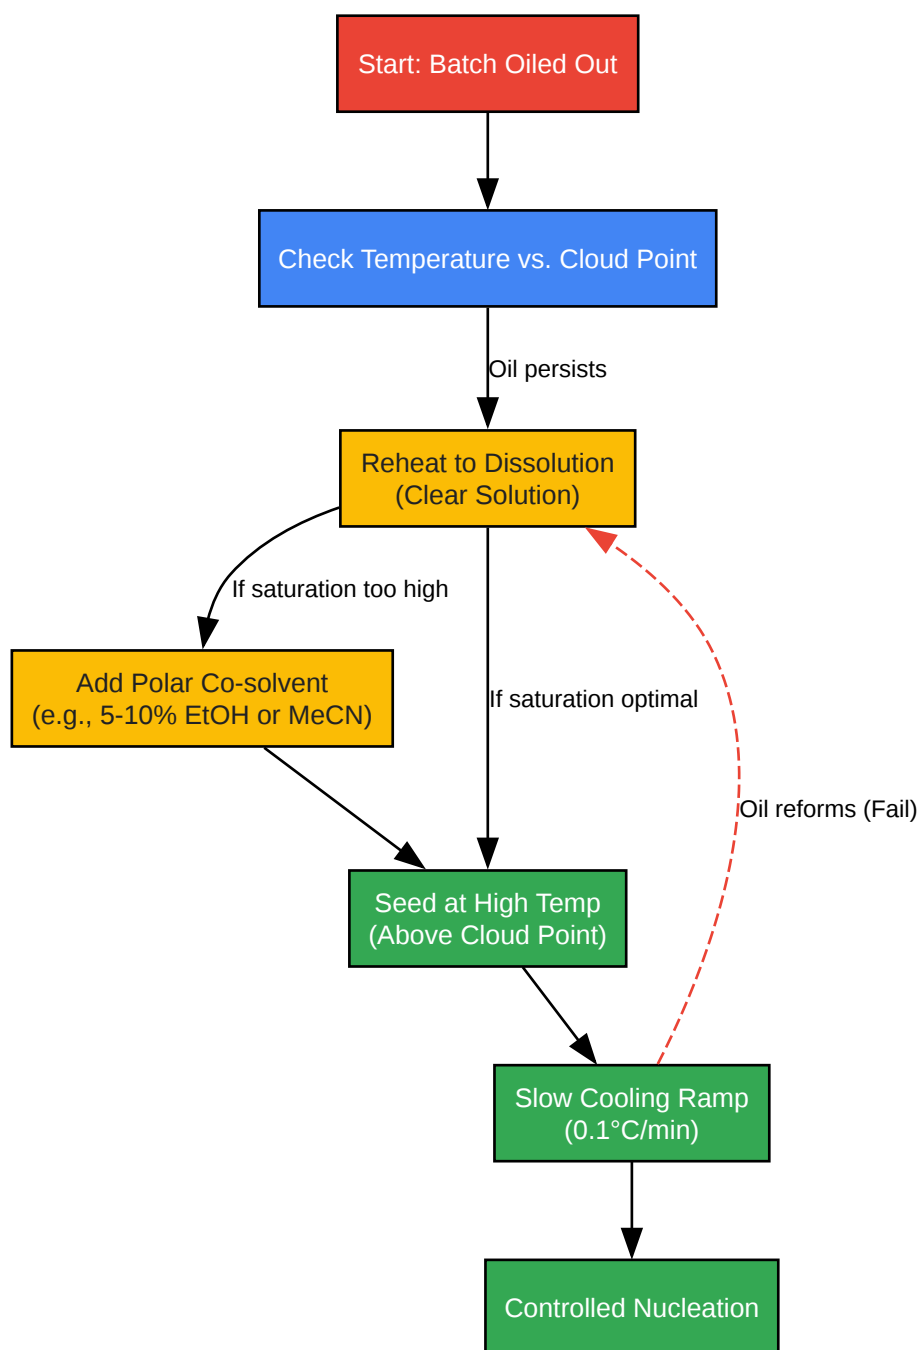 Start: Batch Oiled Out
Check Temperature vs. Cloud Point
Oil persists
Reheat to Dissolution
(Clear Solution)
If saturation too high
Add Polar Co-solvent
(e.g., 5-10% EtOH or MeCN)
If saturation optimal
Oil reforms (Fail)
Seed at High Temp
(Above Cloud Point)
Slow Cooling Ramp
(0.1°C/min)
Controlled Nucleation